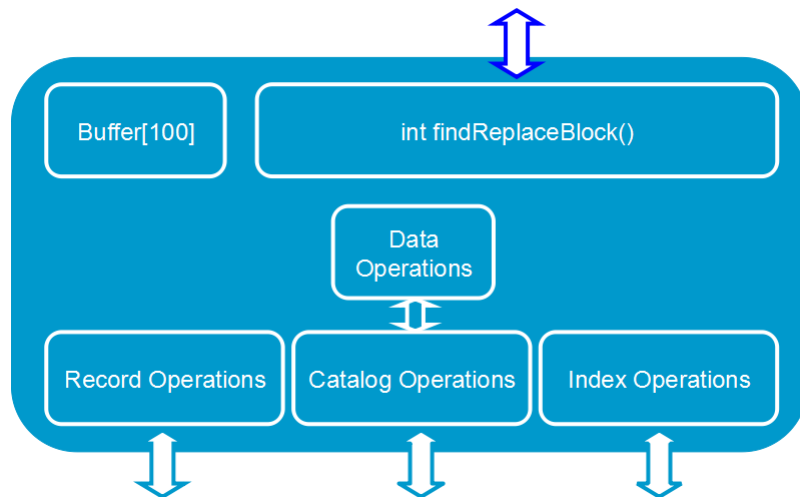 Buffer[100]
int findReplaceBlock()
Data
Operations
Record Operations
Catalog Operations
Index Operations